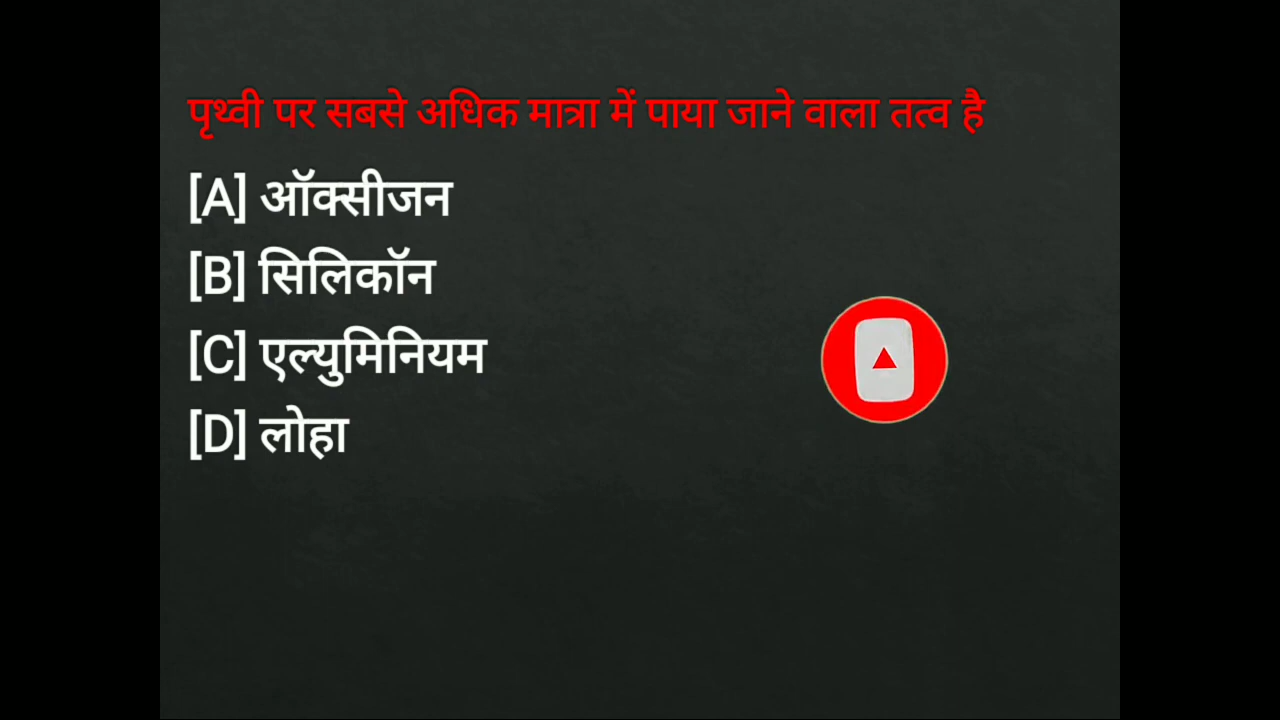 पृथ्वी पर सबसे अधिक मात्रा में पाया जाने वाला तत्व है
[A] ऑक्सीजन
[B] सिलिकॉन
[C] एल्युमिनियम
[D] लोहा